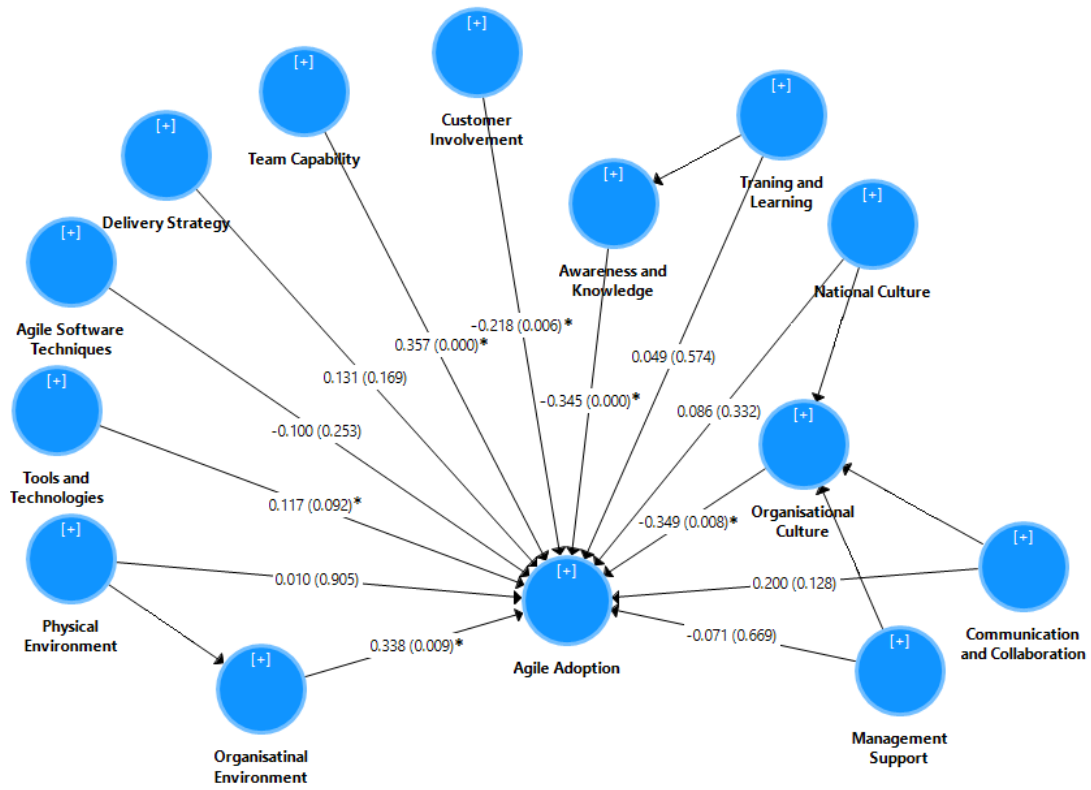 [+]
Customer
Involvement
[+]
Team Capability
[+]
Traning and
Learning
[+]
Delivery Strategy
[+]
Awareness and
Knowledge
[+]
National Culture
[+]
Agile Software
Techniques
-0.218 (0.006)*
0.357 (0.000)*
0.049 (0.574)
0.131 (0.169)
[+]
Tools and
Technologies
-0.345 (0.000)*
0.086 (0.332)
-0.100 (0.253)
[+]
Organisational
Culture
0.117 (0.092)*
-0.349 (0.008)*
[+]
Physical
Environment
0.010 (0.905)
[+]
Agile Adoption
0.200 (0.128)
[+]
Communication
and Collaboration
0.338 (0.009)*
-0.071 (0.669)
[+]
Organisatinal
Environment
[+]
Management
Support